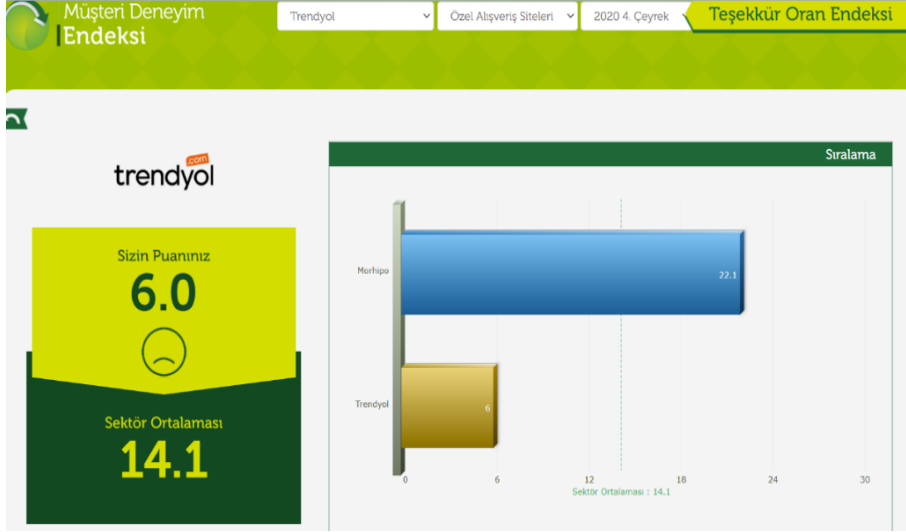 Müşteri Deneyim
Endeksi
Trendyol
Özel Alışveriş Siteleri
2020 4. Çeyrek
Teşekkür Oran Endeksi
trendyol
.com
Sizin Puanınız
6.0
Sektör Ortalaması
14.1
Sıralama
Morhipo
22.1
Trendyol
6
0 6 12 18 24 30
Sektör Ortalaması : 14.1